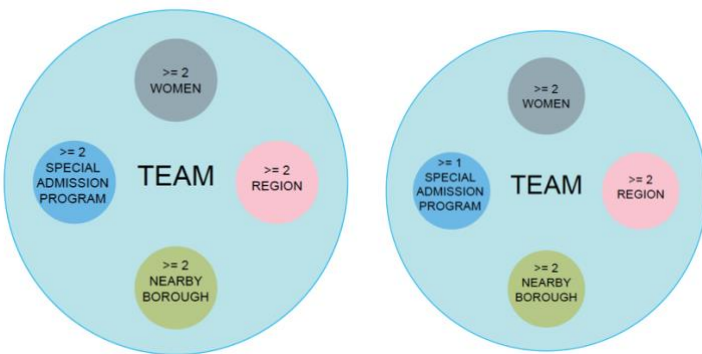 >= 2
WOMEN
>= 2
SPECIAL
ADMISSION
PROGRAM
TEAM
>= 2
REGION
>= 2
NEARBY
BOROUGH
>= 2
WOMEN
>= 1
SPECIAL
ADMISSION
PROGRAM
TEAM
>= 2
REGION
>= 2
NEARBY
BOROUGH